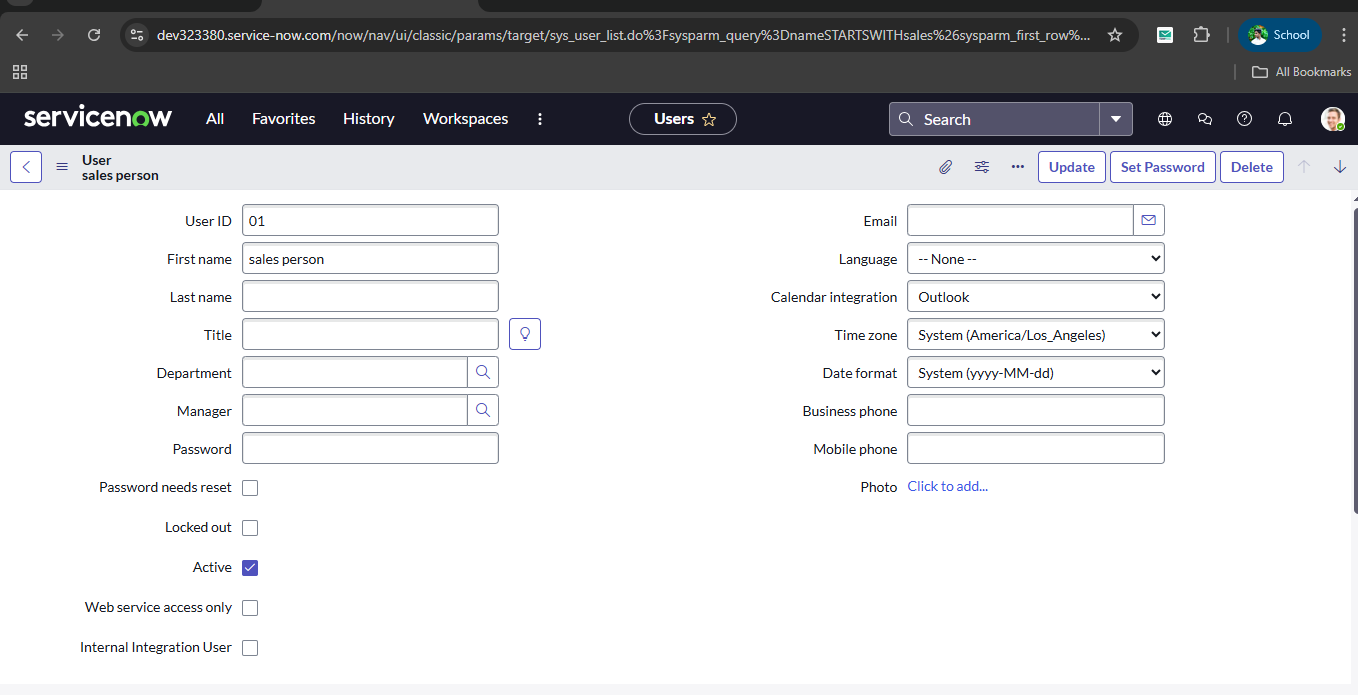 dev323380.service-now.com/now/nav/ui/classic/params/target/sys_user_list.do%3Fsysparm_query%3DnameSTARTSWITHsales%26sysparm_first_row%...
School
All Bookmarks
servicenow
All
Favorites
History
Workspaces
Users
Search
User
sales person
Update
Set Password
Delete
User ID
01
First name
sales person
Last name
Title
Department
Manager
Password
Password needs reset
Locked out
Active
Web service access only
Internal Integration User
Email
Language
-- None --
Calendar integration
Outlook
Time zone
System (America/Los_Angeles)
Date format
System (yyyy-MM-dd)
Business phone
Mobile phone
Photo
Click to add...